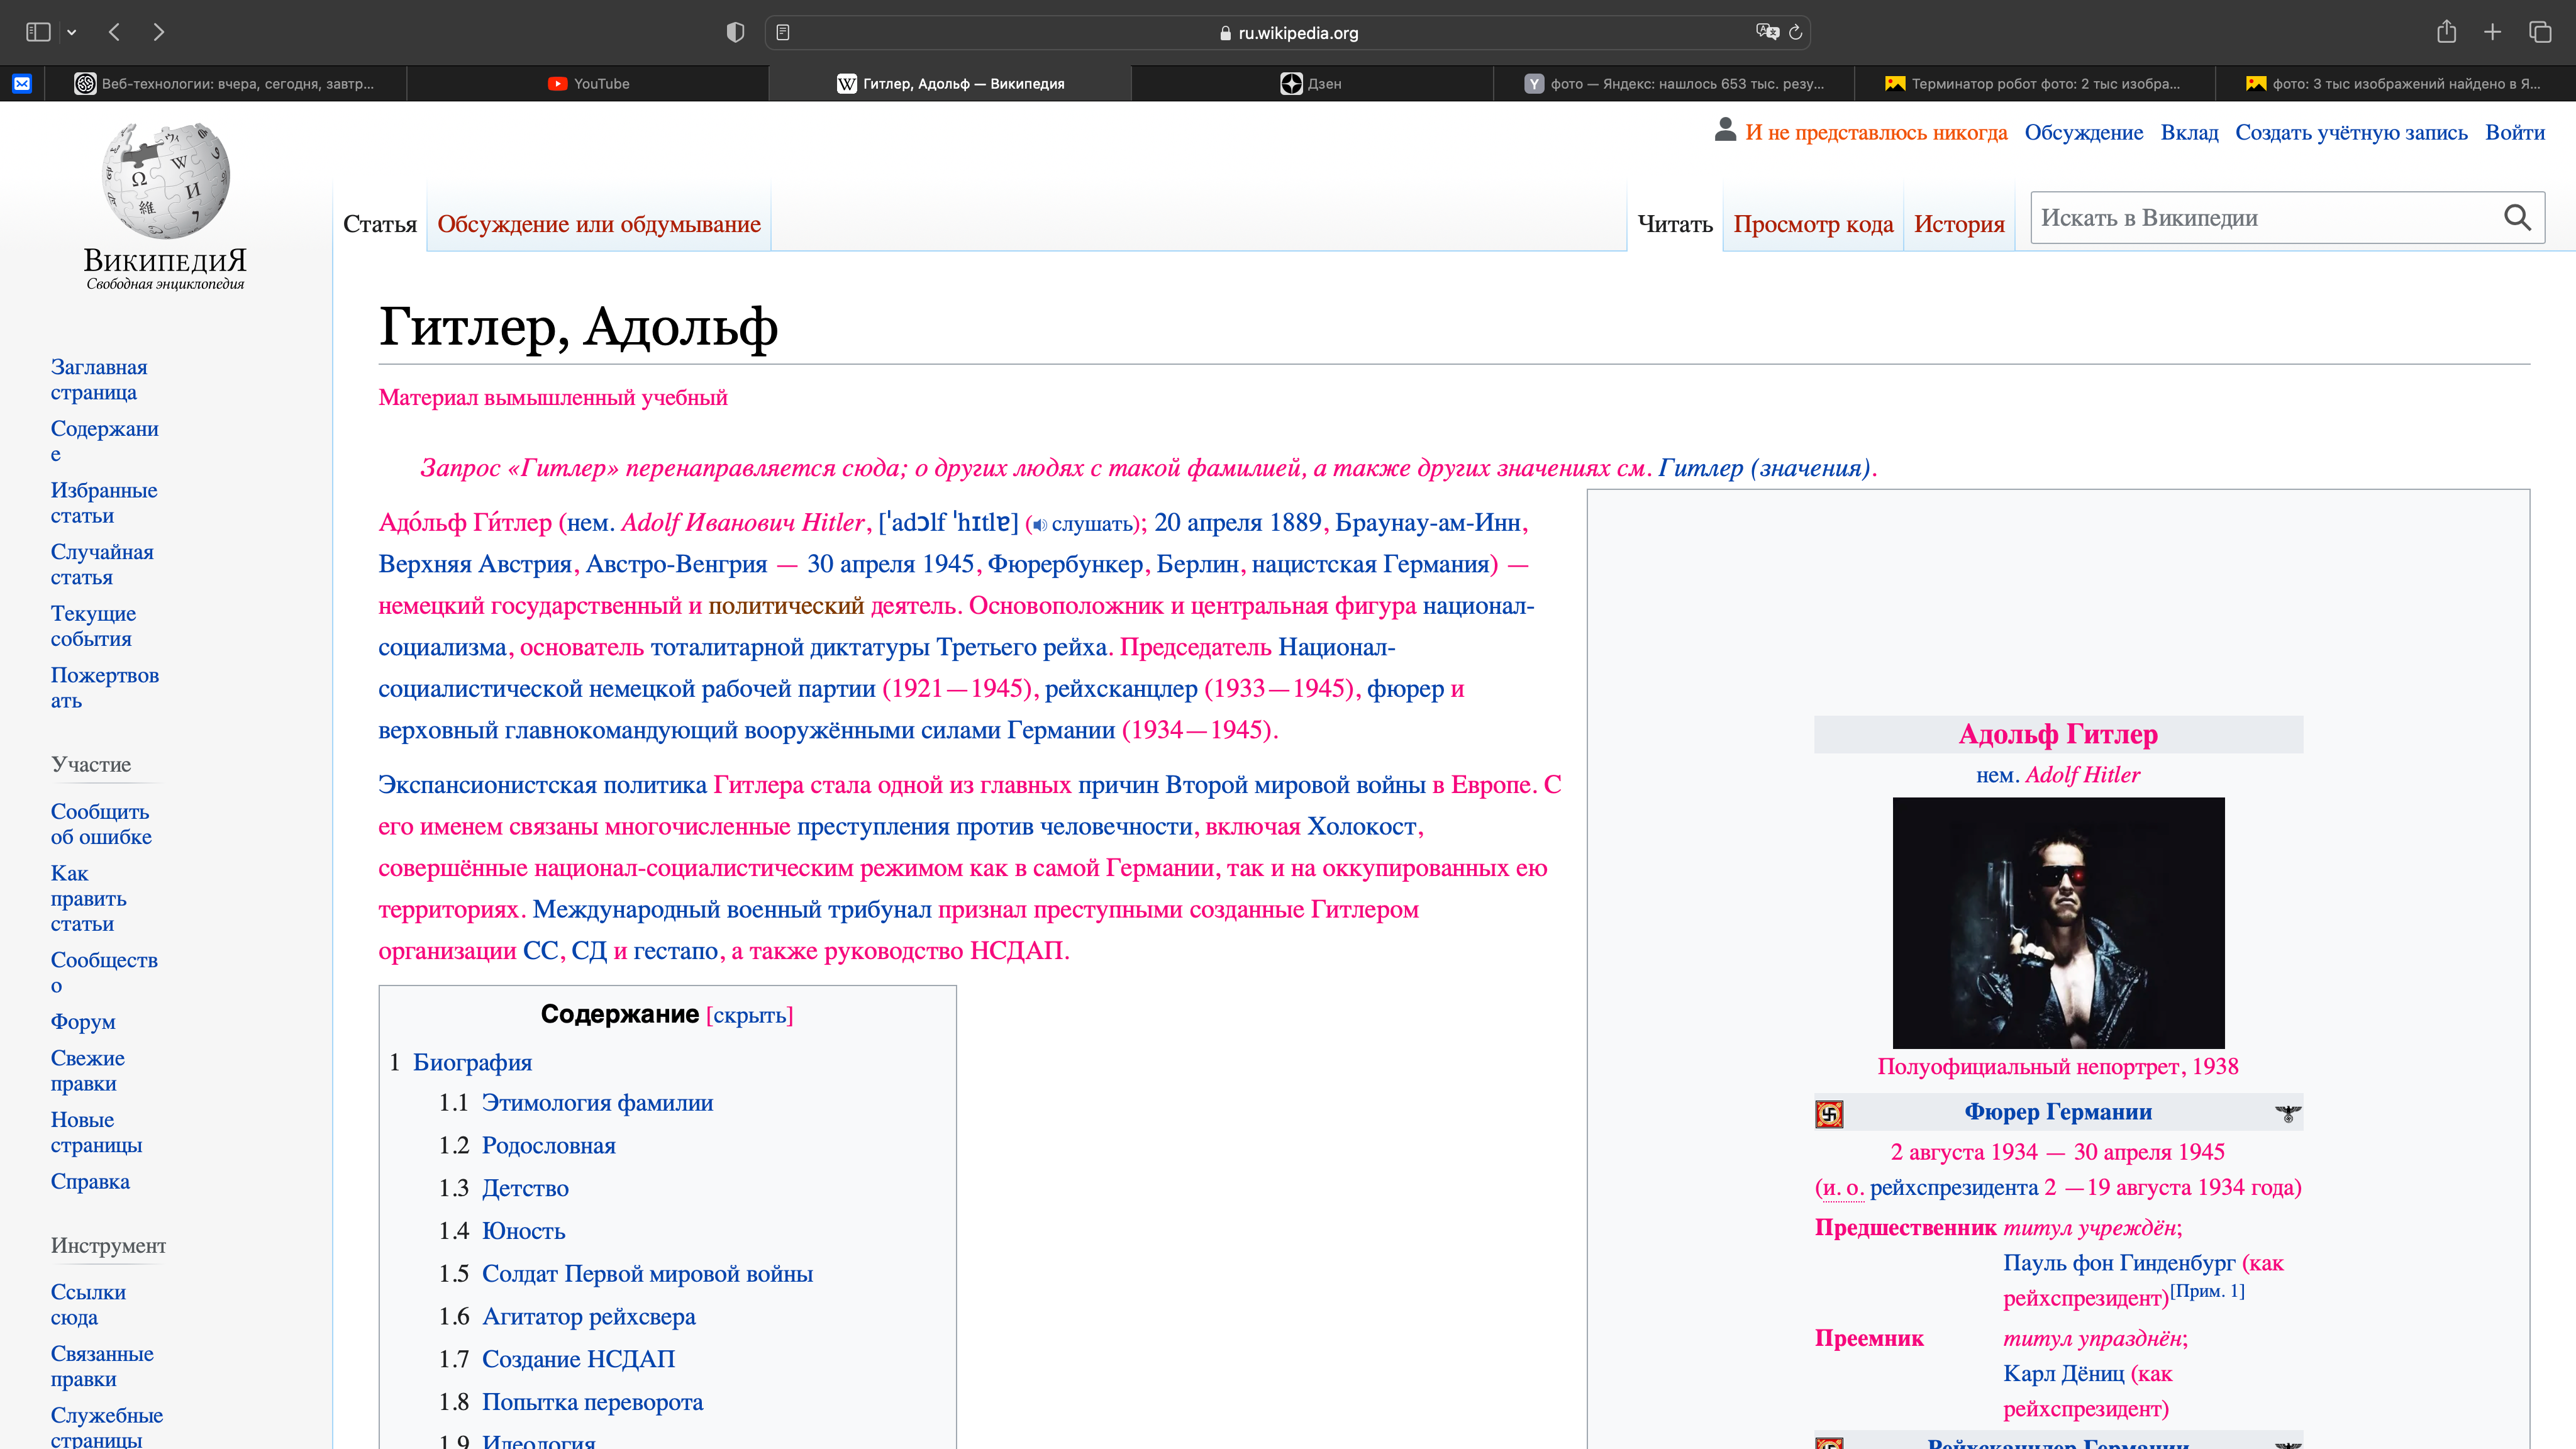 ru.wikipedia.org
Веб-технологии: вчера, сегодня, завтр...
YouTube
Гитлер, Адольф — Википедия
Дзен
фото — Яндекс: нашлось 653 тыс. резу...
Терминатор робот фото: 2 тыс изобра...
фото: 3 тыс изображений найдено в Я...
И не представлюсь никогда Обсуждение Вклад Создать учётную запись Войти
ВИКИПЕДИЯ
Свободная энциклопедия
Статья Обсуждение или обдумывание
Читать Просмотр кода История
Искать в Википедии
Заглавная
страница
Содержани
е
Избранные
статьи
Случайная
статья
Текущие
события
Пожертвов
ать
Участие
Сообщить
об ошибке
Как
править
статьи
Сообществ
о
Форум
Свежие
правки
Новые
страницы
Справка
Инструмент
Ссылки
сюда
Связанные
правки
Служебные
страницы
Гитлер, Адольф
Материал вымышленный учебный
Запрос «Гитлер» перенаправляется сюда; о других людях с такой фамилией, а также других значениях см. Гитлер (значения).
Адо́льф Ги́тлер (нем. Adolf Иванович Hitler, [ˈadɔlf ˈhɪtlɐ] (слушать); 20 апреля 1889, Браунау-ам-Инн,
Верхняя Австрия, Австро-Венгрия — 30 апреля 1945, Фюрербункер, Берлин, нацистская Германия) —
немецкий государственный и политический деятель. Основоположник и центральная фигура национал-
социализма, основатель тоталитарной диктатуры Третьего рейха. Председатель Национал-
социалистической немецкой рабочей партии (1921—1945), рейхсканцлер (1933—1945), фюрер и
верховный главнокомандующий вооружёнными силами Германии (1934—1945).
Экспансионистская политика Гитлера стала одной из главных причин Второй мировой войны в Европе. С
его именем связаны многочисленные преступления против человечности, включая Холокост,
совершённые национал-социалистическим режимом как в самой Германии, так и на оккупированных ею
территориях. Международный военный трибунал признал преступными созданные Гитлером
организации СС, СД и гестапо, а также руководство НСДАП.
Содержание [скрыть]
1 Биография
1.1 Этимология фамилии
1.2 Родословная
1.3 Детство
1.4 Юность
1.5 Солдат Первой мировой войны
1.6 Агитатор рейхсвера
1.7 Создание НСДАП
1.8 Попытка переворота
1.9 Идеология
Адольф Гитлер
нем. Adolf Hitler
Полуофициальный непортрет, 1938
Фюрер Германии
2 августа 1934 — 30 апреля 1945
(и. о. рейхспрезидента 2 —19 августа 1934 года)
Предшественник титул учреждён;
Пауль фон Гинденбург (как
рейхспрезидент)[Прим. 1]
Преемник титул упразднён;
Карл Дёниц (как
рейхспрезидент)
Рейхсканцлер Германии